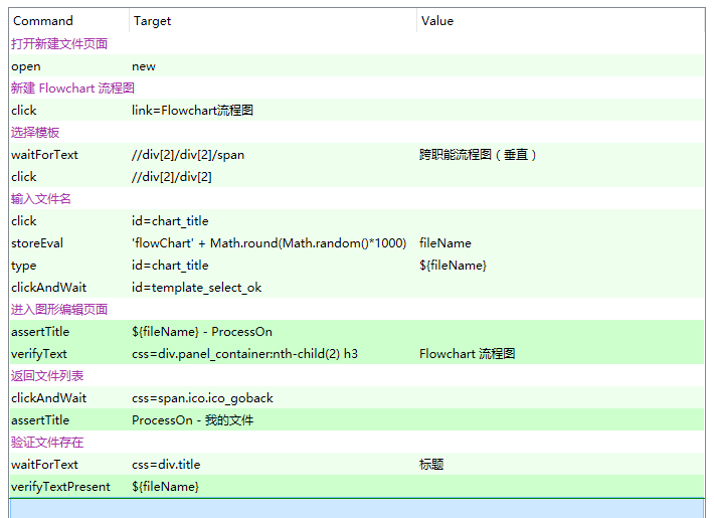 Command Target Value
打开新建文件页面
open new
新建 Flowchart 流程图
click link=Flowchart流程图
选择模板
waitForText //div[2]/div[2]/span 跨职能流程图（垂直）
click //div[2]/div[2]
输入文件名
click id=chart_title
storeEval 'flowChart' + Math.round(Math.random()*1000) fileName
type id=chart_title ${fileName}
clickAndWait id=template_select_ok
进入图形编辑页面
assertTitle ${fileName} - ProcessOn
verifyText css=div.panel_container:nth-child(2) h3 Flowchart 流程图
返回文件列表
clickAndWait css=span.ico.ico_goback
assertTitle ProcessOn - 我的文件
验证文件存在
waitForText css=div.title 标题
verifyTextPresent ${fileName}